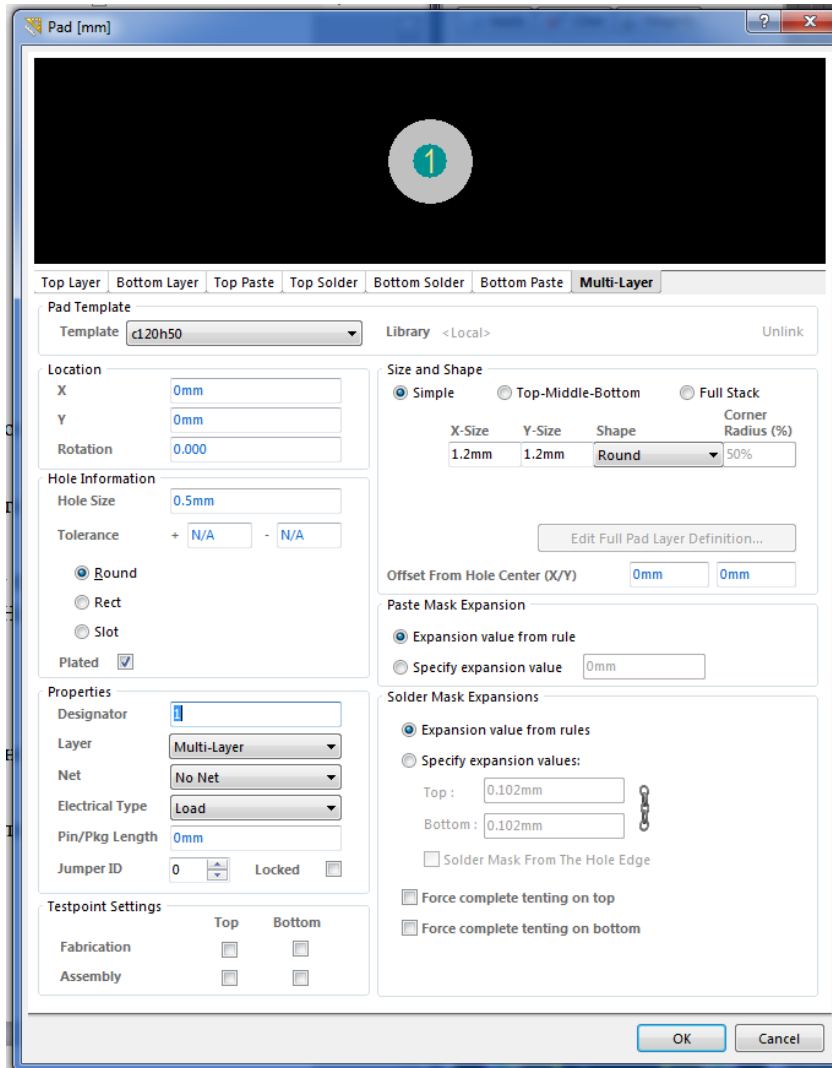 Pad [mm]
1
Top Layer Bottom Layer Top Paste Top Solder Bottom Solder Bottom Paste Multi-Layer
Pad Template
Template c120h50 Library <Local> Unlink
Location
X 0mm
Y 0mm
Rotation 0.000
Hole Information
Hole Size 0.5mm
Tolerance + N/A - N/A
Round
Rect
Slot
Plated
Properties
Designator 1
Layer Multi-Layer
Net No Net
Electrical Type Load
Pin/Pkg Length 0mm
Jumper ID 0 Locked
Testpoint Settings
Top Bottom
Fabrication
Assembly
Size and Shape
Simple Top-Middle-Bottom Full Stack
X-Size Y-Size Shape Corner Radius (%)
1.2mm 1.2mm Round 50%
Edit Full Pad Layer Definition...
Offset From Hole Center (X/Y) 0mm 0mm
Paste Mask Expansion
Expansion value from rule
Specify expansion value 0mm
Solder Mask Expansions
Expansion value from rules
Specify expansion values:
Top : 0.102mm
Bottom : 0.102mm
Solder Mask From The Hole Edge
Force complete tenting on top
Force complete tenting on bottom
OK Cancel